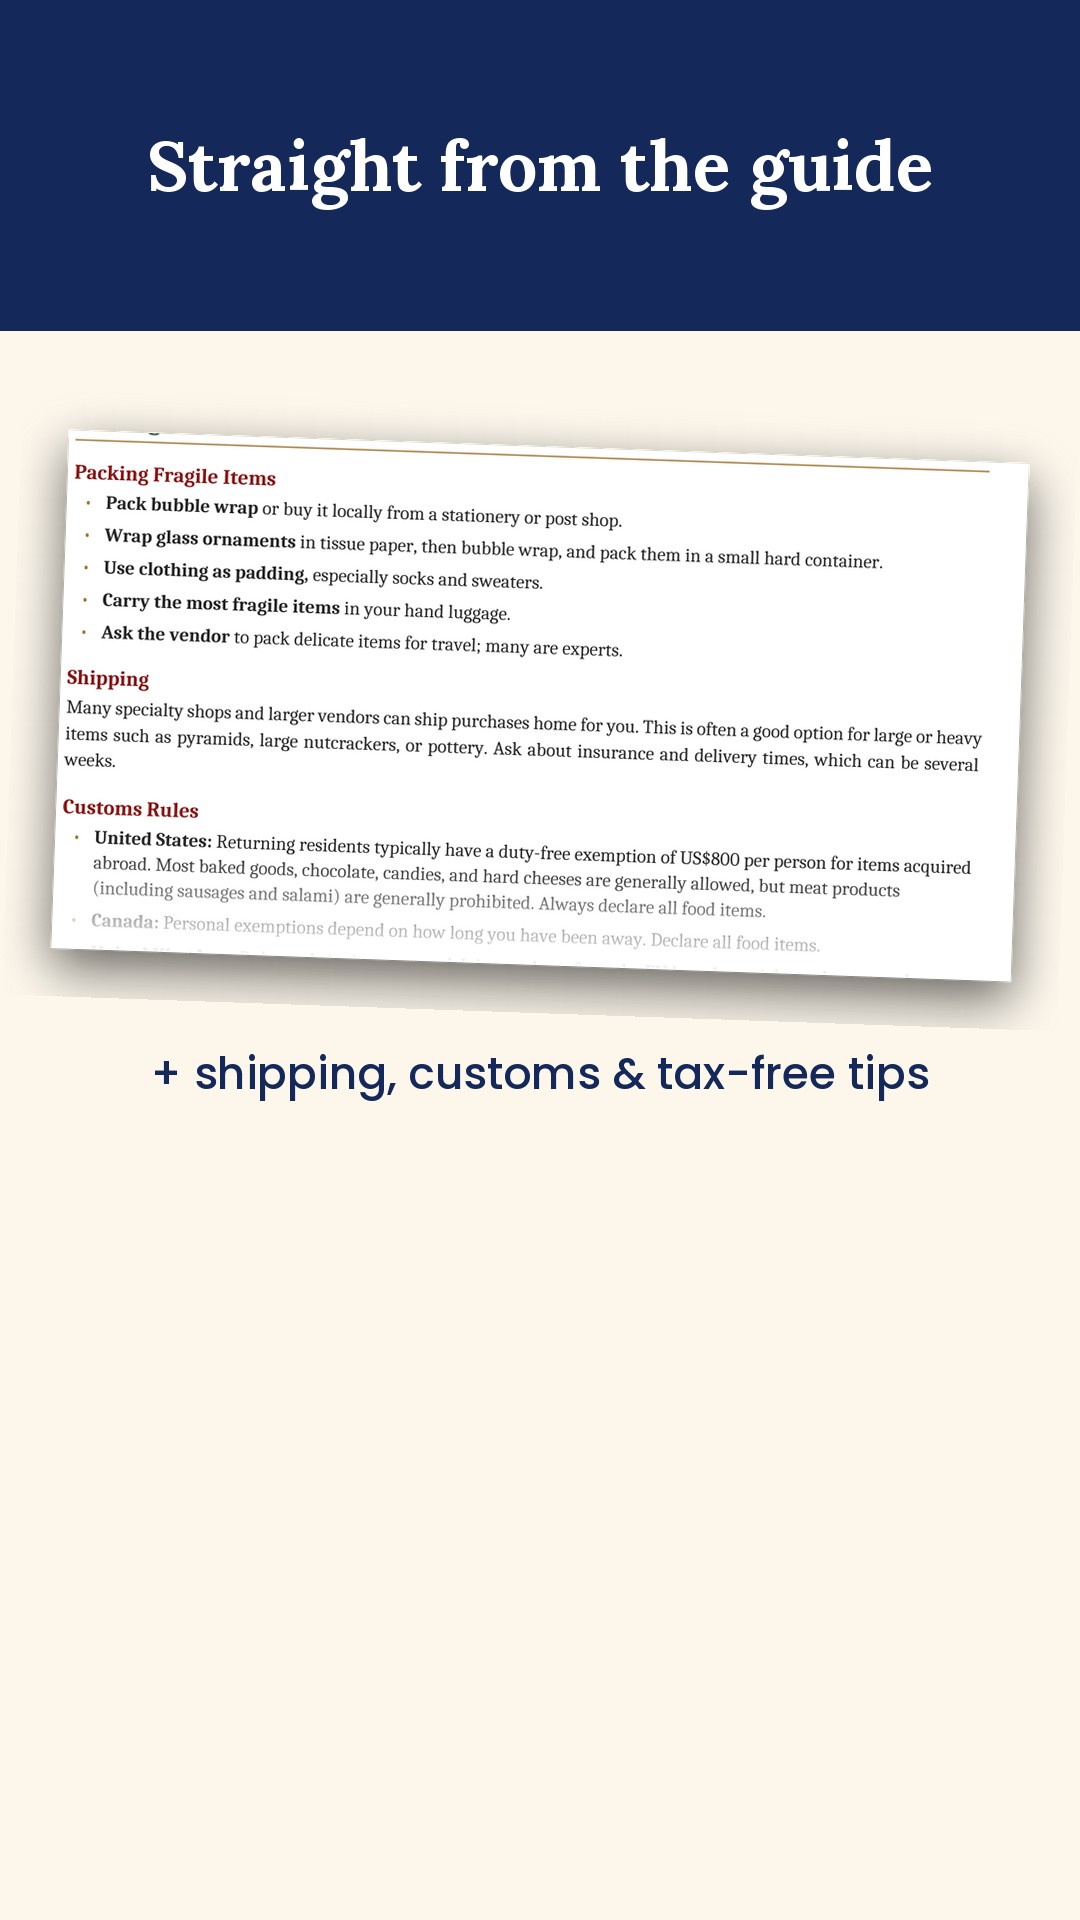 Straight from the guide
Packing Fragile Items
• Pack bubble wrap or buy it locally from a stationery or post shop.
• Wrap glass ornaments in tissue paper, then bubble wrap, and pack them in a small hard container.
• Use clothing as padding, especially socks and sweaters.
• Carry the most fragile items in your hand luggage.
• Ask the vendor to pack delicate items for travel; many are experts.
Shipping
Many specialty shops and larger vendors can ship purchases home for you. This is often a good option for large or heavy
items such as pyramids, large nutcrackers, or pottery. Ask about insurance and delivery times, which can be several
weeks.
Customs Rules
• United States: Returning residents typically have a duty-free exemption of US$800 per person for items acquired
abroad. Most baked goods, chocolate, candies, and hard cheeses are generally allowed, but meat products
(including sausages and salami) are generally prohibited. Always declare all food items.
• Canada: Personal exemptions depend on how long you have been away. Declare all food items.
+ shipping, customs & tax-free tips